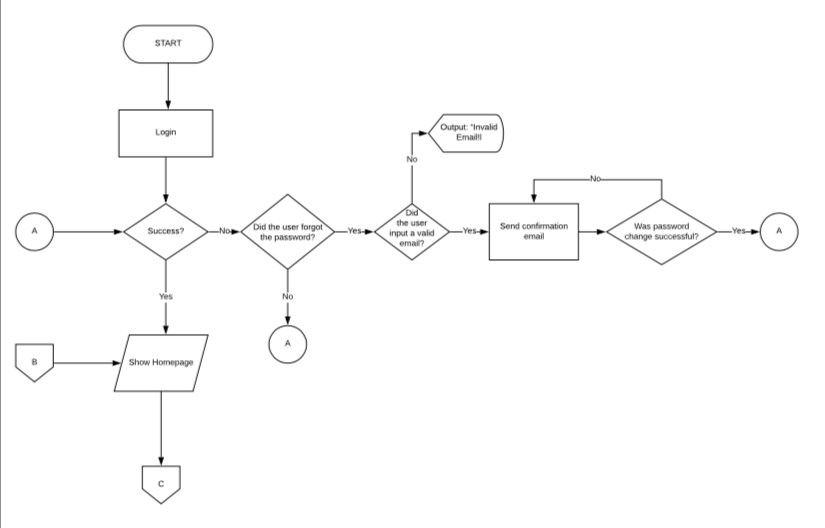 START
Login
Output: "Invalid
Email!!
No
No
A
Success?
No
Did the user forgot
the password?
Yes
Did
the user
input a valid
email?
Yes
Send confirmation
email
Was password
change successful?
Yes
A
Yes
No
A
B
Show Homepage
C